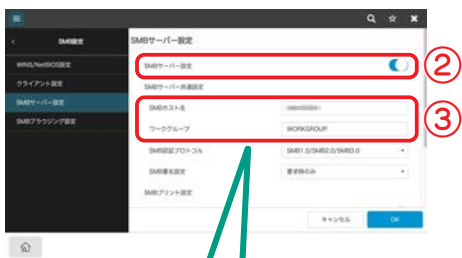 SMB設定
SMBサーバー設定
WINS/NetBIOS設定
クライアント設定
SMBサーバー設定
SMBブラウジング設定
SMBサーバー設定
②
SMBサーバー共通設定
SMBホスト名
③
ワークグループ
WORKGROUP
SMB認証プロトコル
SMB1.0/SMB2.0/SMB3.0
SMB署名設定
要求時のみ
SMBプリント設定
キャンセル
OK